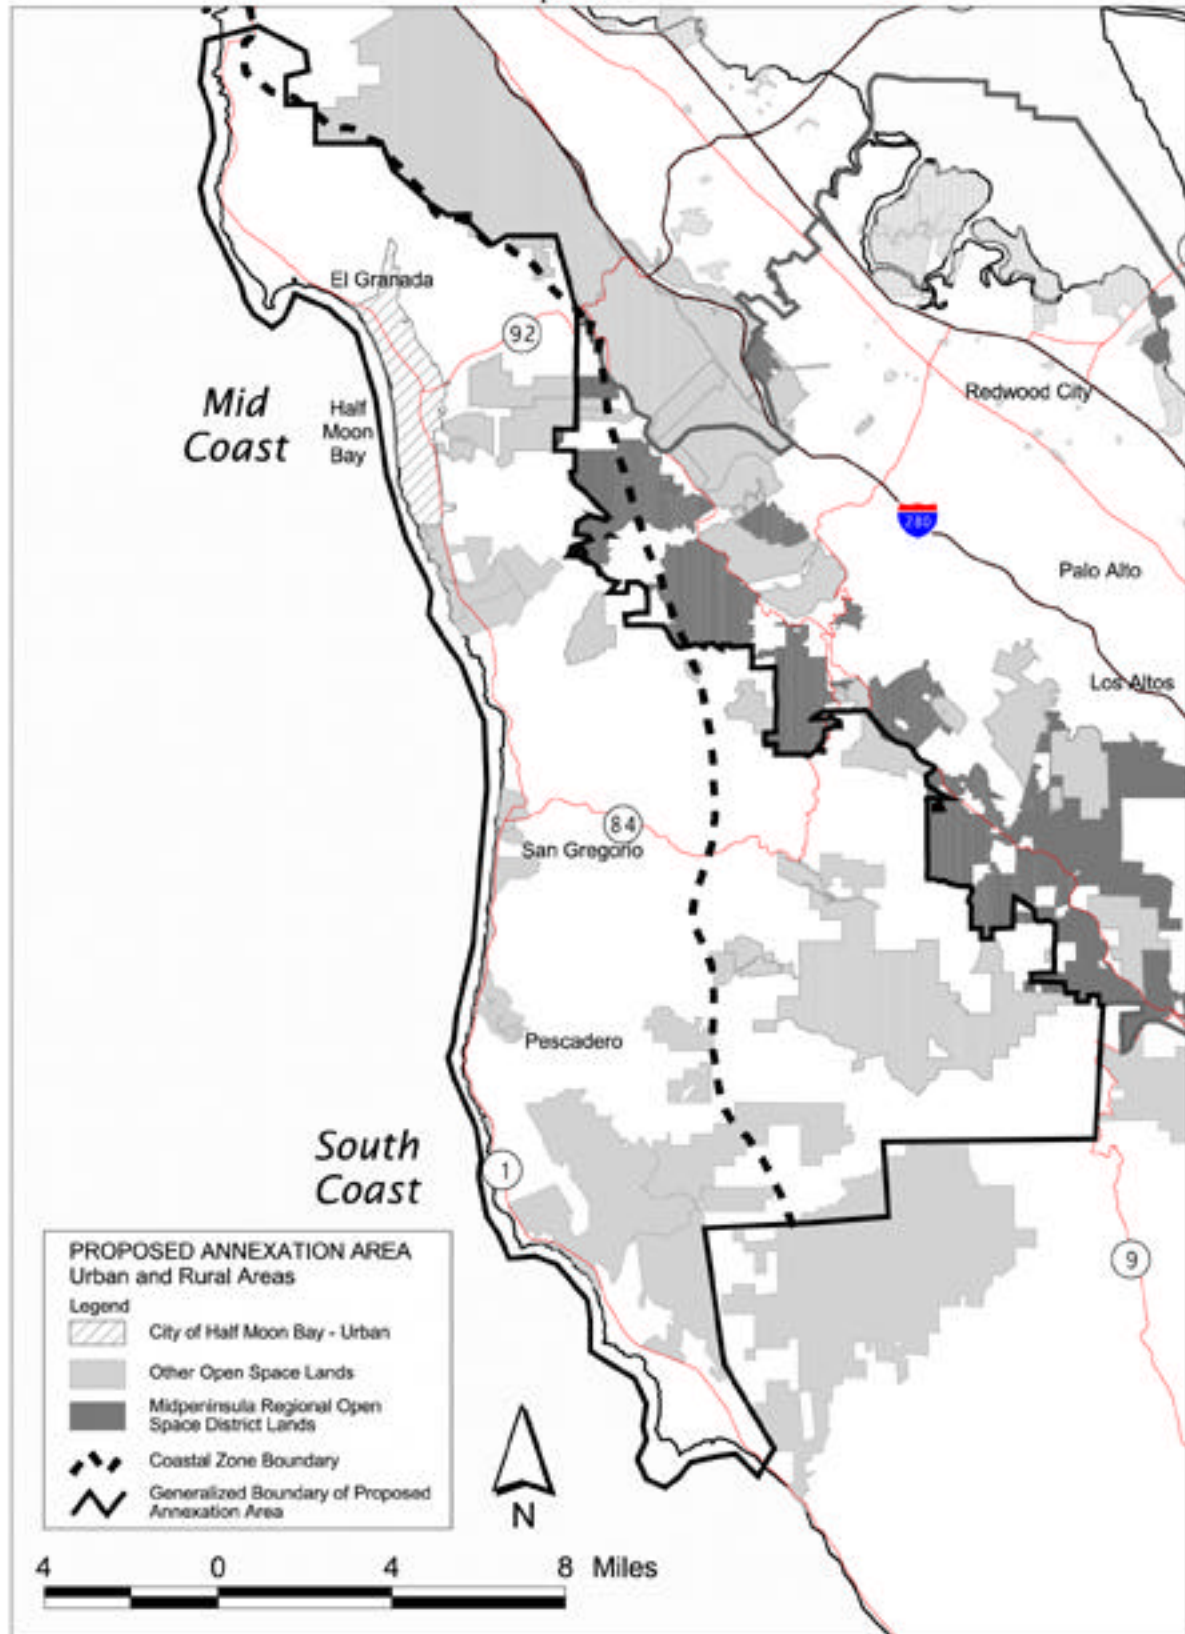 El Granada
92
Mid
Coast
Half
Moon
Bay
Redwood City
280
Palo Alto
Los Altos
84
San Gregorio
Pescadero
South
Coast
1
9
PROPOSED ANNEXATION AREA
Urban and Rural Areas
Legend
City of Half Moon Bay - Urban
Other Open Space Lands
Midpeninsula Regional Open
Space District Lands
Coastal Zone Boundary
Generalized Boundary of Proposed
Annexation Area
N
4 0 4 8 Miles